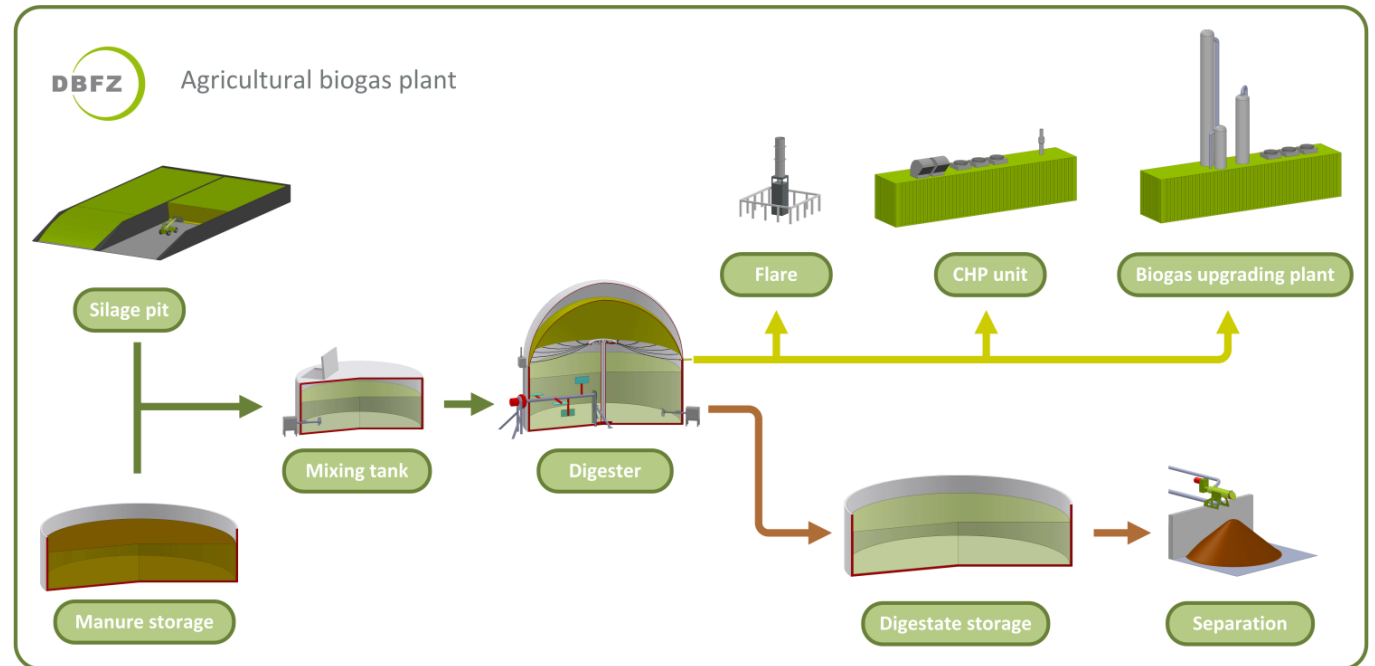 DBFZ
Agricultural biogas plant
Flare
CHP unit
Biogas upgrading plant
Silage pit
Mixing tank
Digester
Manure storage
Digestate storage
Separation